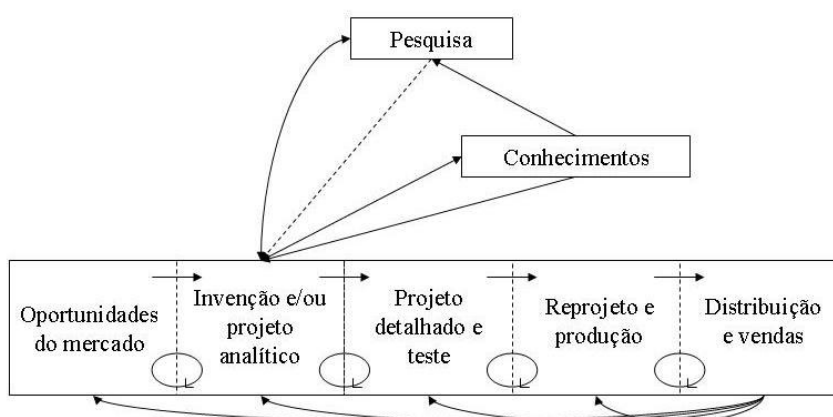 Pesquisa
Conhecimentos
Oportunidades
do mercado
Invenção e/ou
projeto
analítico
Projeto
detalhado e
teste
Reprojeto e
produção
Distribuição
e vendas